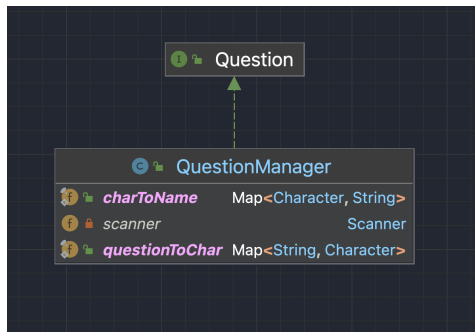 I Question
C QuestionManager
f charToName Map<Character, String>
f scanner Scanner
f questionToChar Map<String, Character>